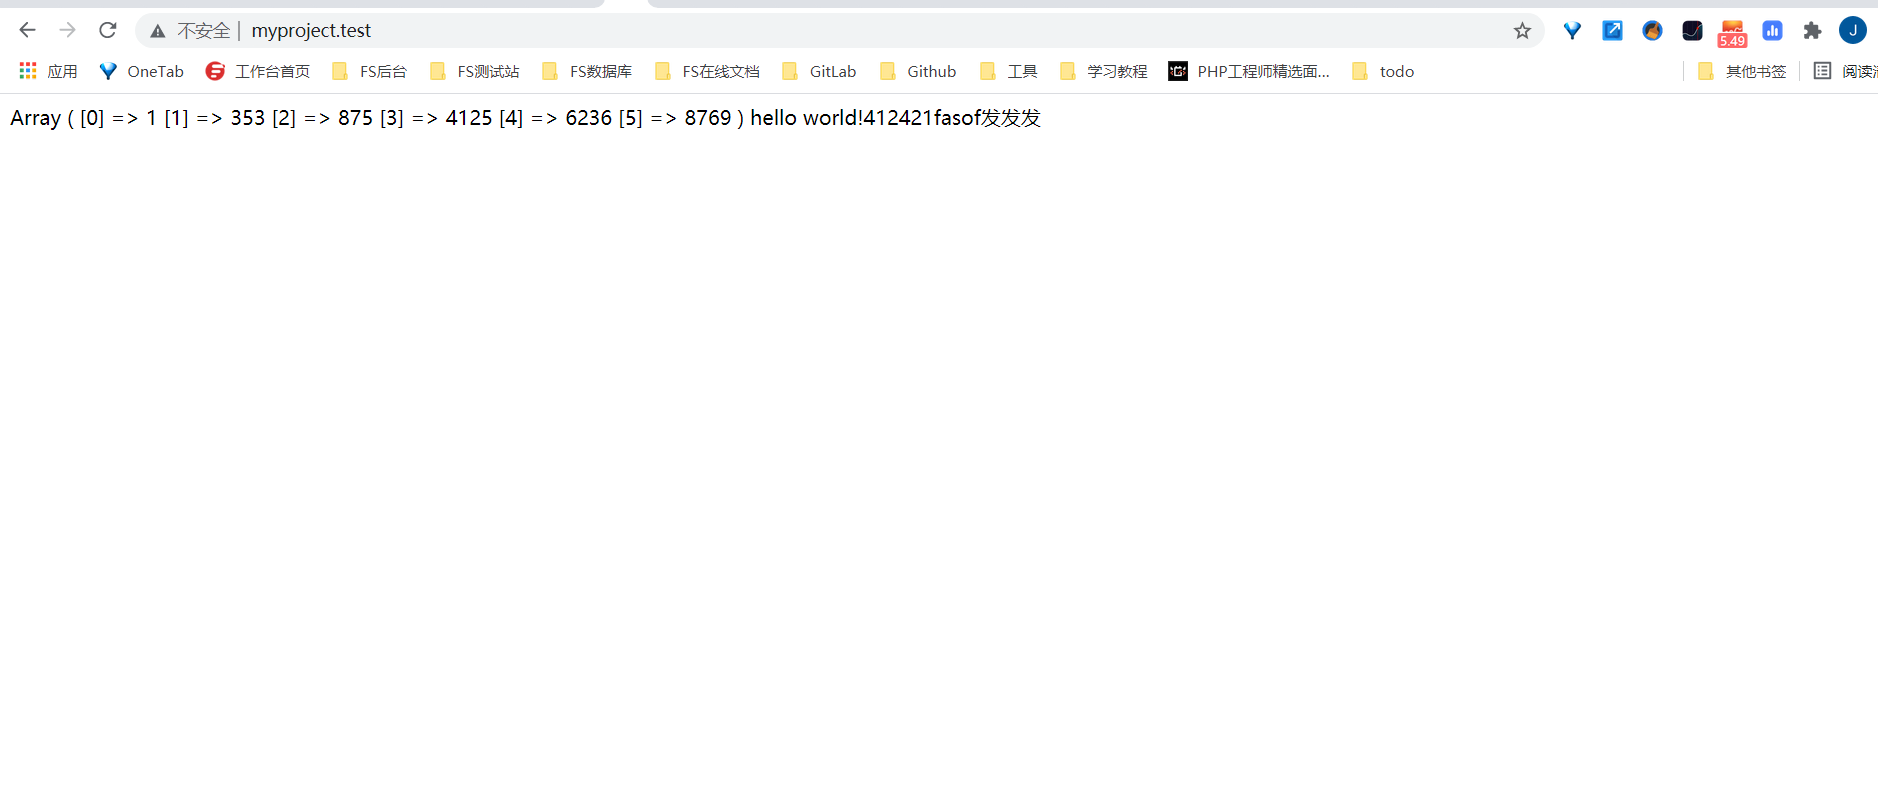 不安全 | myproject.test
5.49
J
应用 OneTab 工作台首页 FS后台 FS测试站 FS数据库 FS在线文档 GitLab Github 工具 学习教程 PHP工程师精选面... todo 其他书签 阅读
Array ( [0] => 1 [1] => 353 [2] => 875 [3] => 4125 [4] => 6236 [5] => 8769 ) hello world!412421fasof发发发